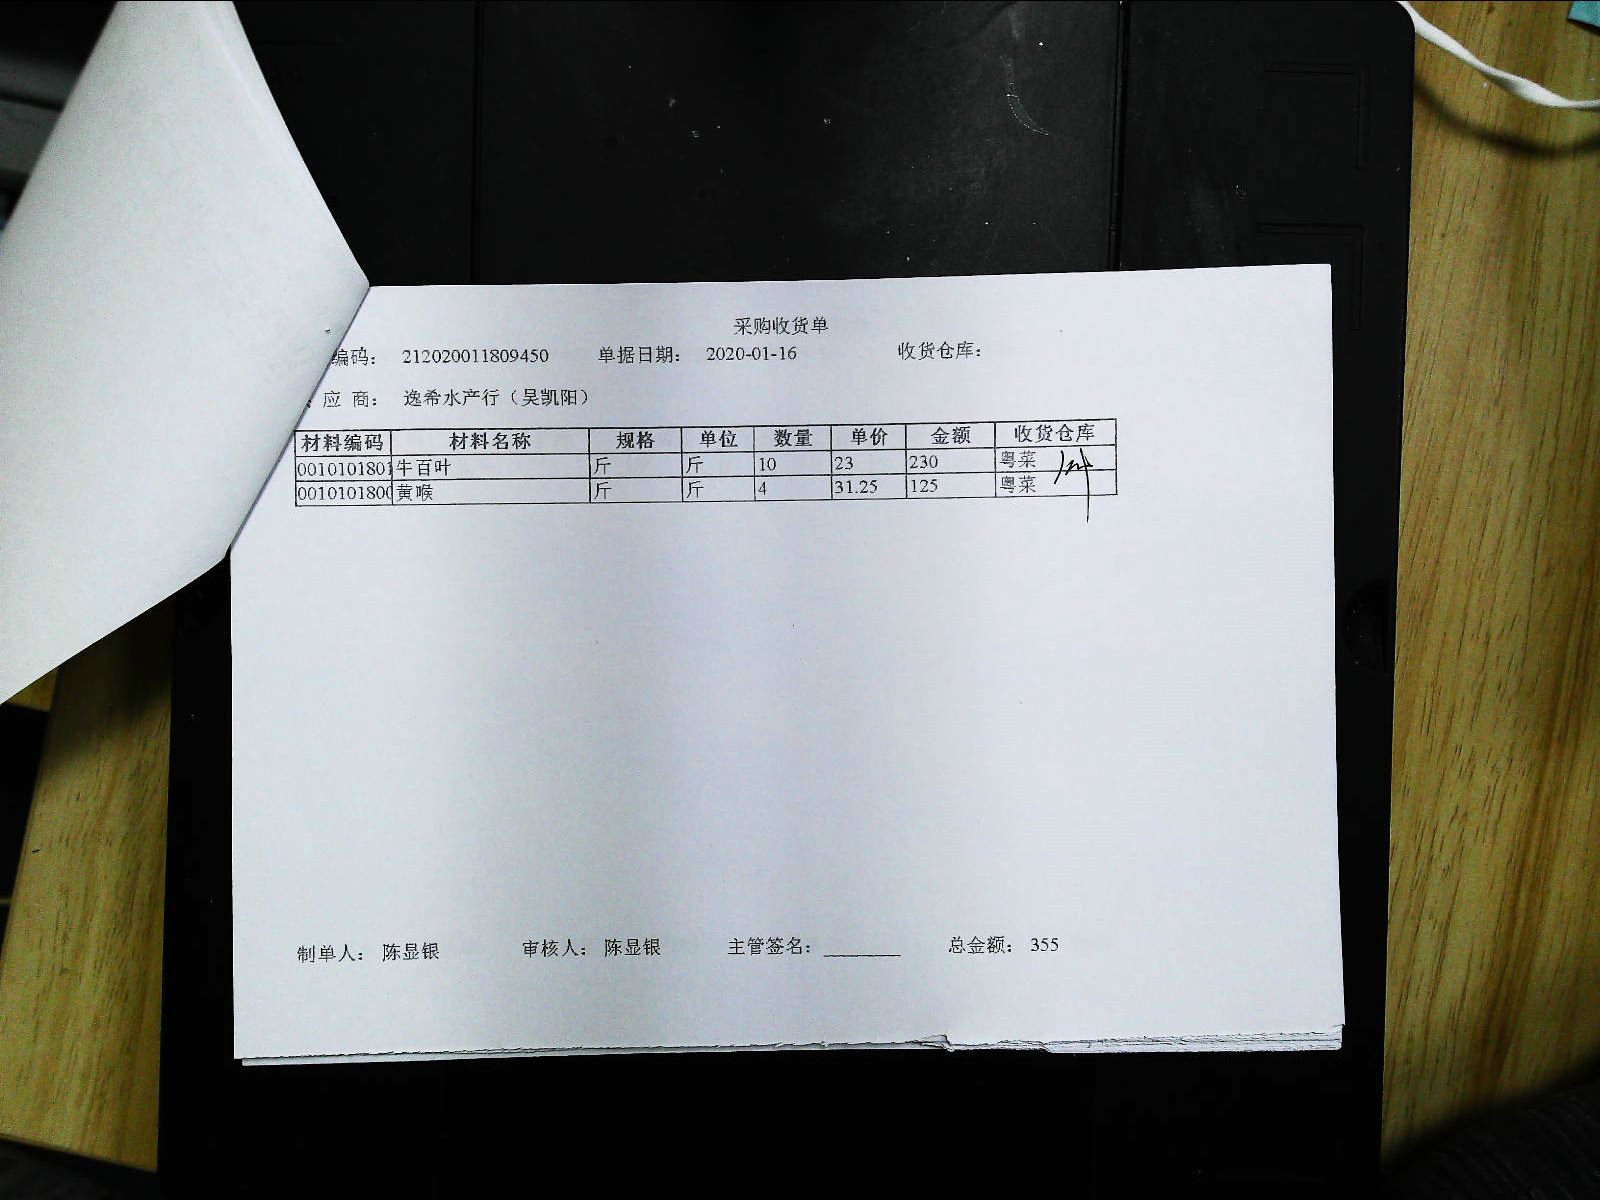 采购收货单
编码： 212020011809450 单据日期： 2020-01-16 收货仓库：
应 商： 逸希水产行（吴凯阳）
材料编码 材料名称 规格 单位 数量 单价 金额 收货仓库
0010101801 牛百叶 斤 斤 10 23 230 粤菜
0010101800 黄喉 斤 斤 4 31.25 125 粤菜
制单人： 陈显银 审核人： 陈显银 主管签名： 总金额： 355